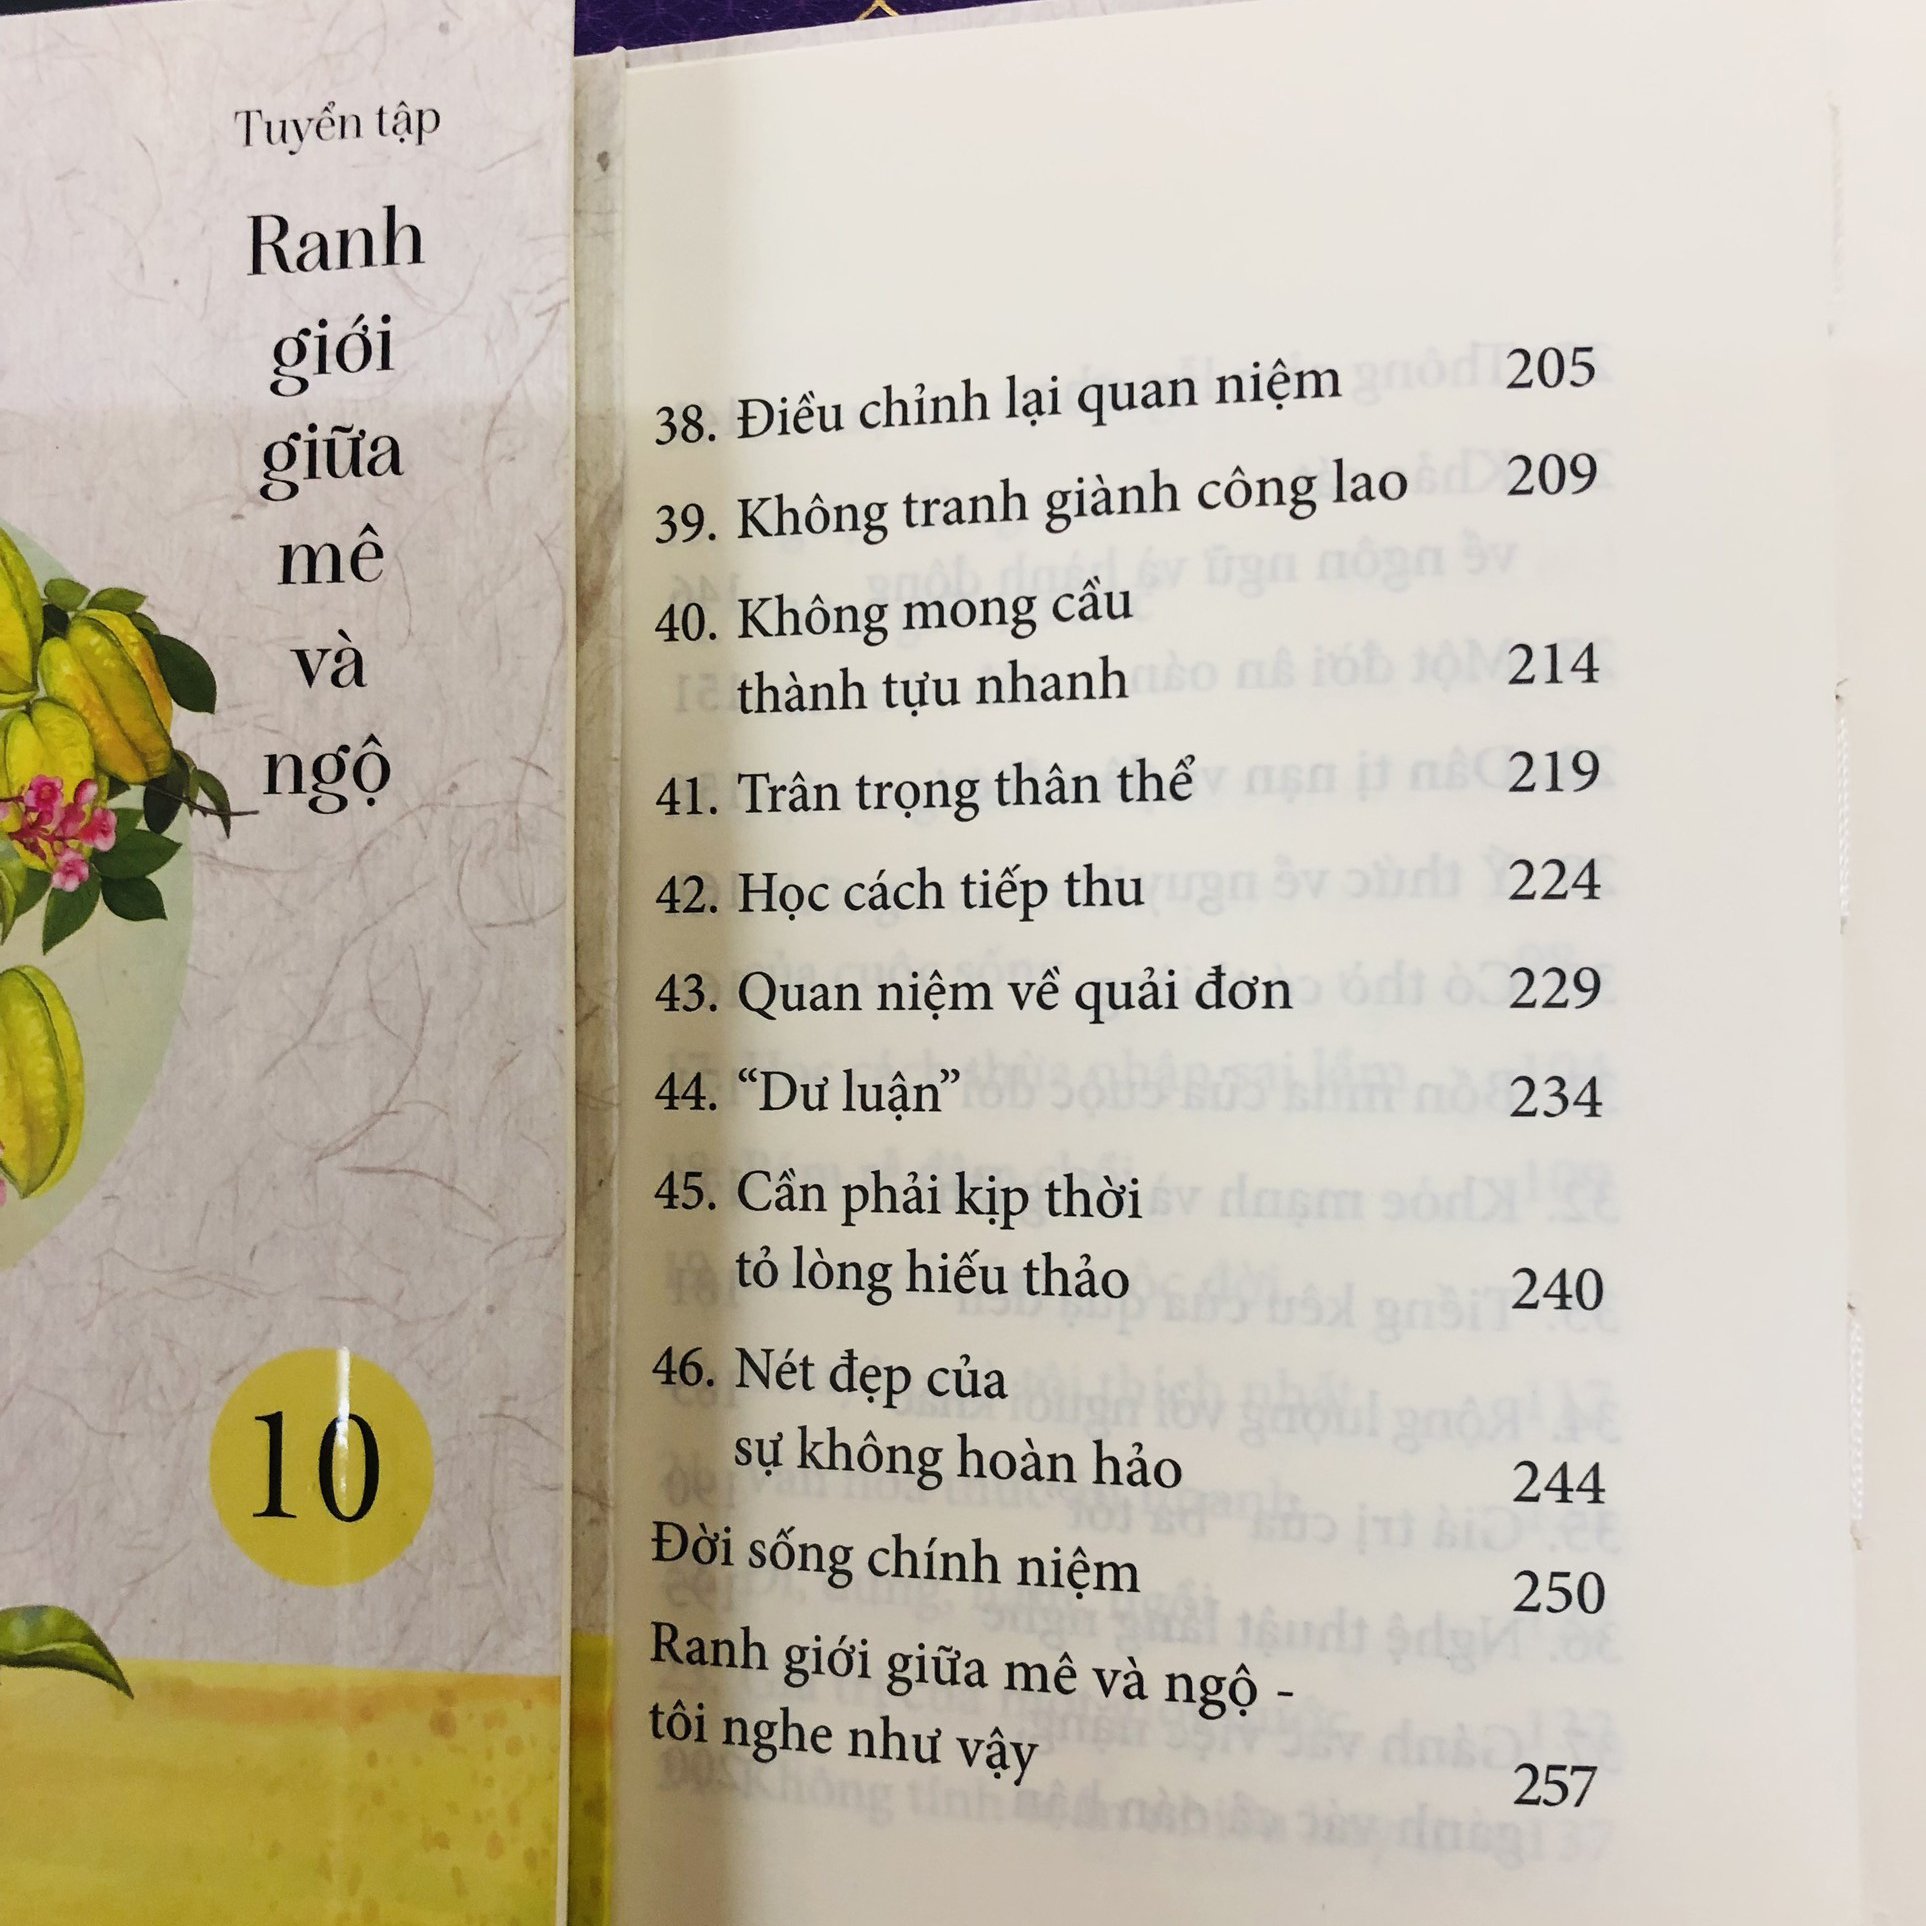 Tuyển tập
Ranh
giới
giữa
mê
và
ngộ
10
38. Điều chỉnh lại quan niệm 205
39. Không tranh giành công lao 209
40. Không mong cầu
thành tựu nhanh 214
41. Trân trọng thân thể 219
42. Học cách tiếp thu 224
43. Quan niệm về quải đơn 229
44. “Dư luận” 234
45. Cần phải kịp thời
tỏ lòng hiếu thảo 240
46. Nét đẹp của
sự không hoàn hảo 244
Đời sống chính niệm 250
Ranh giới giữa mê và ngộ -
tôi nghe như vậy 257